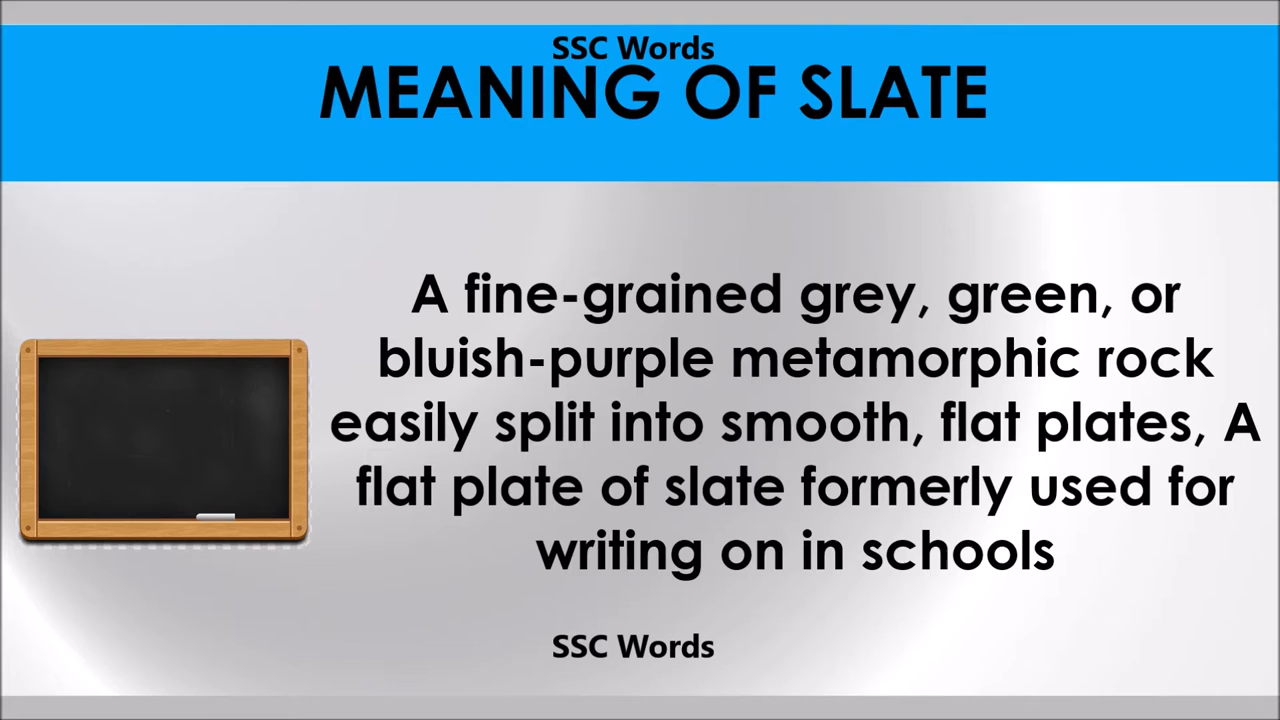 SSC Words
MEANING OF SLATE
A fine-grained grey, green, or
bluish-purple metamorphic rock
easily split into smooth, flat plates, A
flat plate of slate formerly used for
writing on in schools
SSC Words